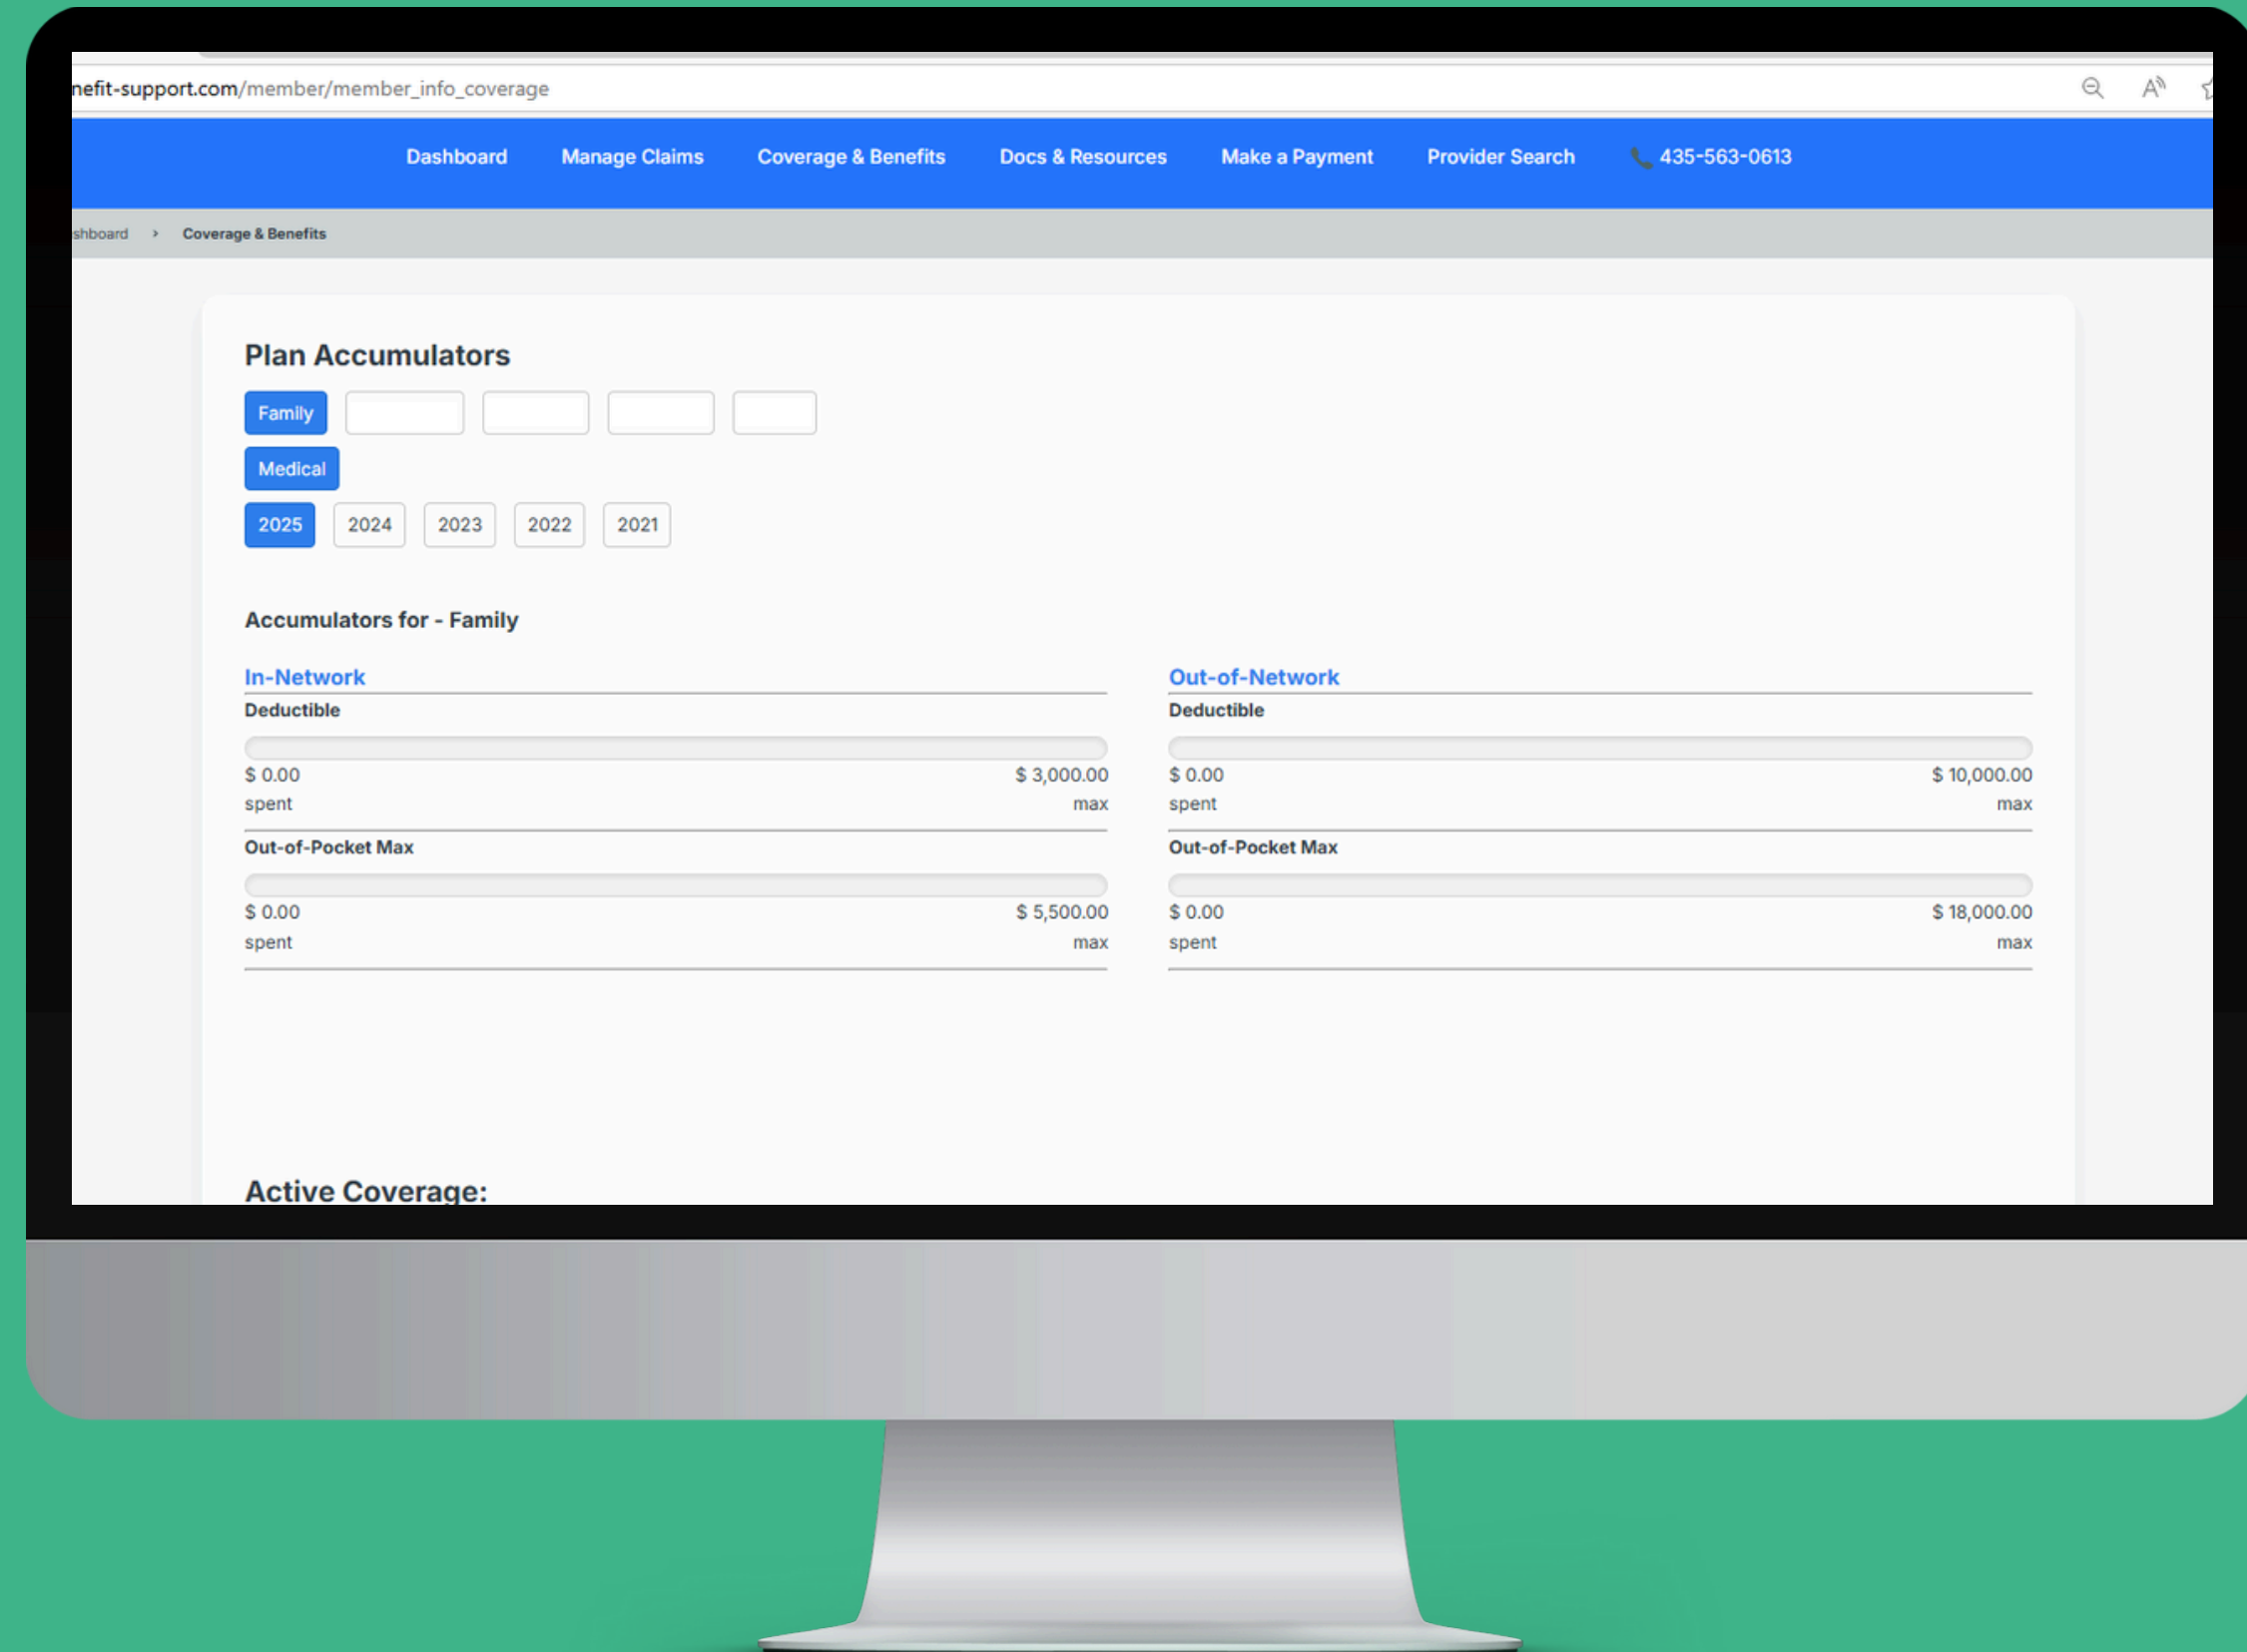 nefit-support.com/member/member_info_coverage
Dashboard Manage Claims Coverage & Benefits Docs & Resources Make a Payment Provider Search 435-563-0613
shboard > Coverage & Benefits
Plan Accumulators
Family
Medical
2025 2024 2023 2022 2021
Accumulators for - Family
In-Network
Deductible
$ 0.00 $ 3,000.00
spent max
Out-of-Pocket Max
$ 0.00 $ 5,500.00
spent max
Out-of-Network
Deductible
$ 0.00 $ 10,000.00
spent max
Out-of-Pocket Max
$ 0.00 $ 18,000.00
spent max
Active Coverage: